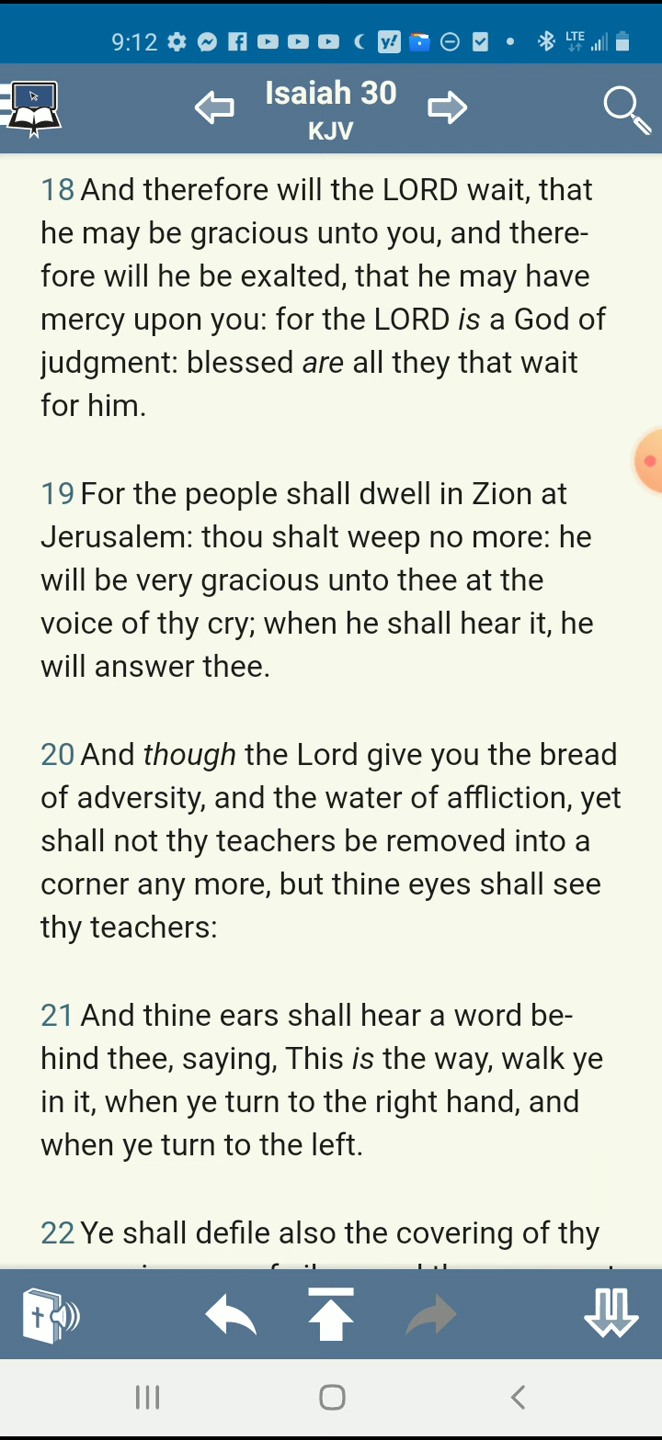 9:12 LTE
Isaiah 30
KJV
18 And therefore will the LORD wait, that
he may be gracious unto you, and there-
fore will he be exalted, that he may have
mercy upon you: for the LORD is a God of
judgment: blessed are all they that wait
for him.
19 For the people shall dwell in Zion at
Jerusalem: thou shalt weep no more: he
will be very gracious unto thee at the
voice of thy cry; when he shall hear it, he
will answer thee.
20 And though the Lord give you the bread
of adversity, and the water of affliction, yet
shall not thy teachers be removed into a
corner any more, but thine eyes shall see
thy teachers:
21 And thine ears shall hear a word be-
hind thee, saying, This is the way, walk ye
in it, when ye turn to the right hand, and
when ye turn to the left.
22 Ye shall defile also the covering of thy